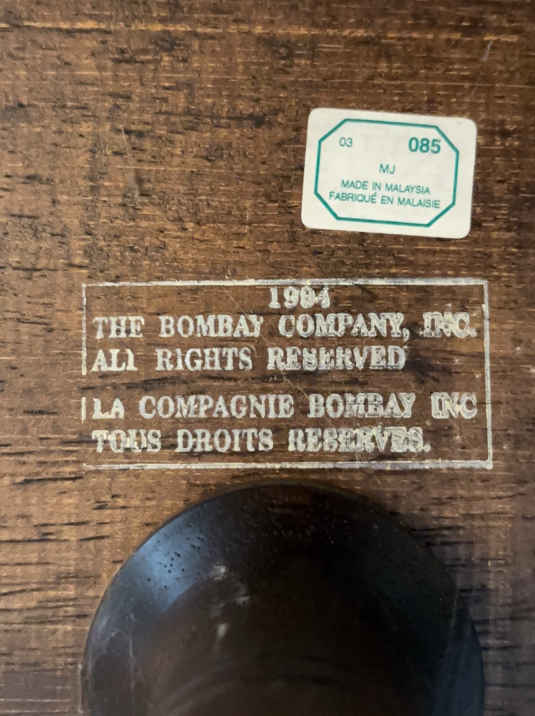 03 085
MJ
MADE IN MALAYSIA
FABRIQUÉ EN MALAISIE
1994
THE BOMBAY COMPANY, INC.
ALL RIGHTS RESERVED
LA COMPAGNIE BOMBAY INC
TOUS DROITS RESERVES.